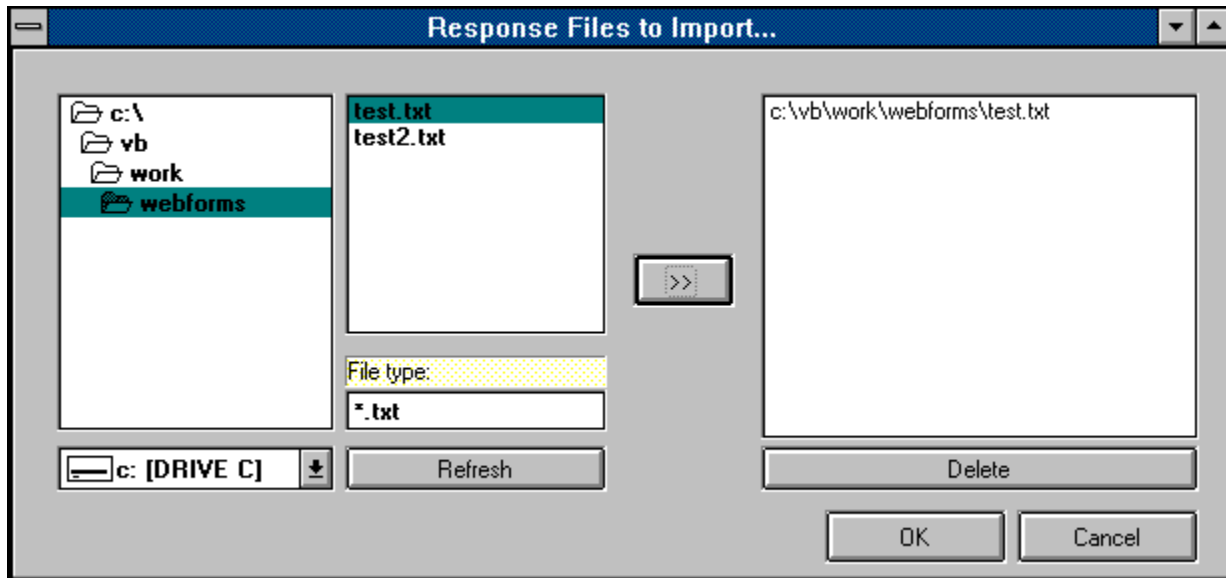 Response Files to Import...
c:\
vb
work
webforms
c: [DRIVE C]
test.txt
test2.txt
File type:
*.txt
Refresh
>>
c:\vb\work\webforms\test.txt
Delete
OK
Cancel